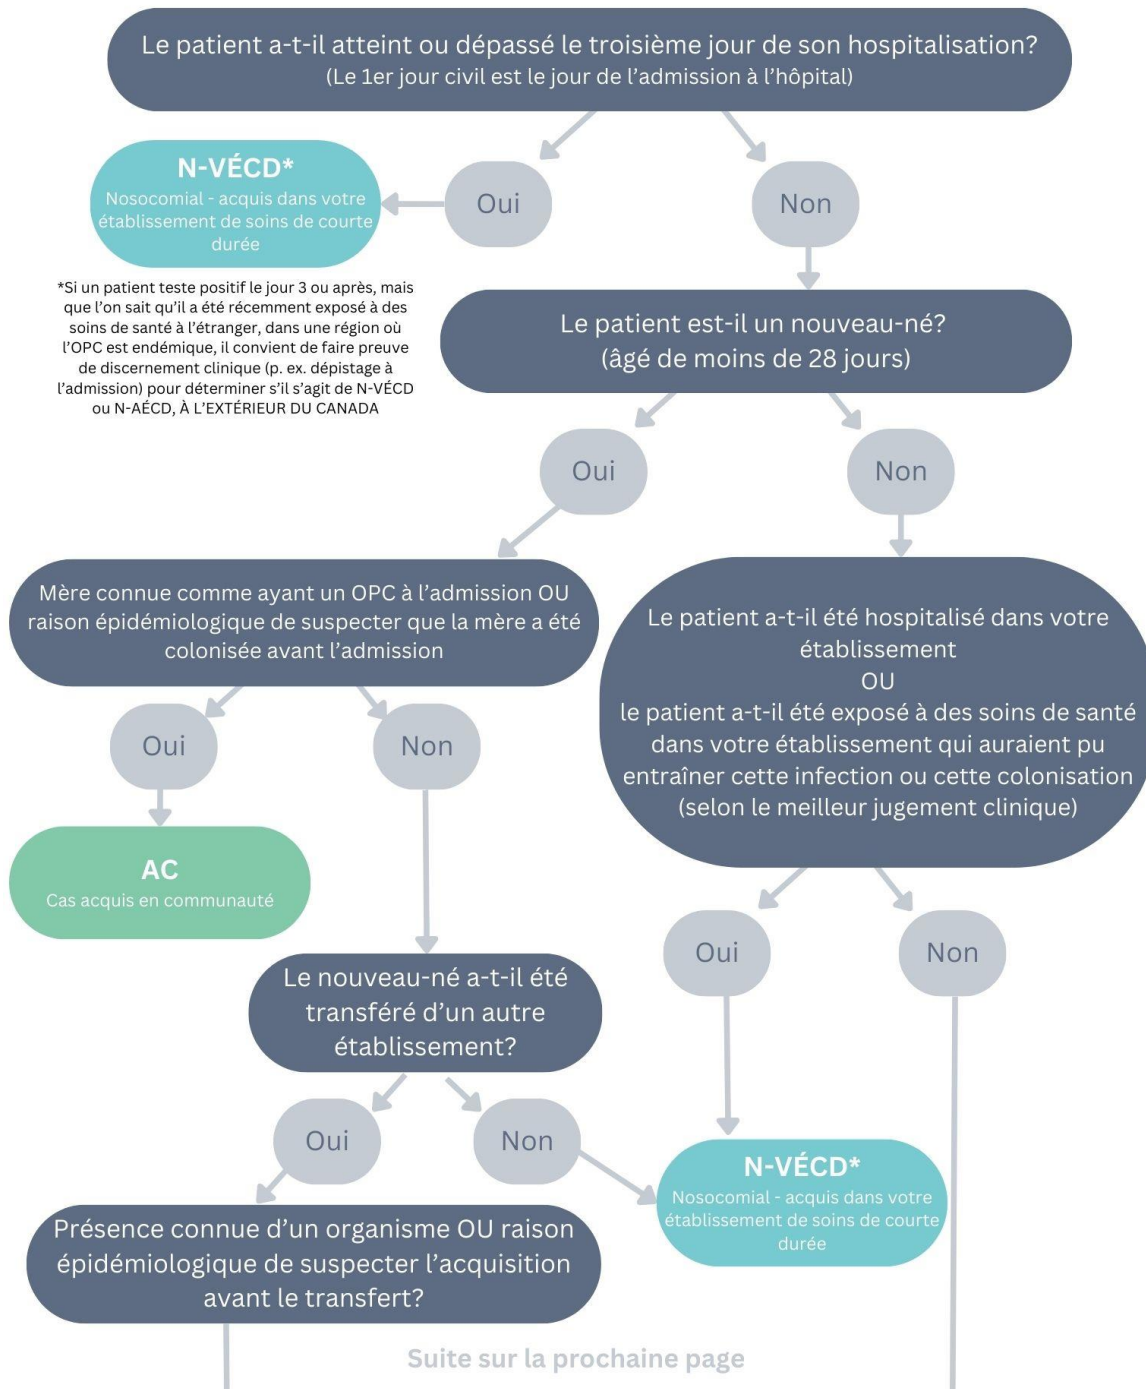 Le patient a-t-il atteint ou dépassé le troisième jour de son hospitalisation?
(Le 1er jour civil est le jour de l'admission à l'hôpital)
Oui
Non
N-VÉCD*
Nosocomial - acquis dans votre
établissement de soins de courte
durée
*Si un patient teste positif le jour 3 ou après, mais
que l'on sait qu'il a été récemment exposé à des
soins de santé à l'étranger, dans une région où
l'OPC est endémique, il convient de faire preuve
de discernement clinique (p. ex. dépistage à
l'admission) pour déterminer s'il s'agit de N-VÉCD
ou N-AÉCD, À L'EXTÉRIEUR DU CANADA
Le patient est-il un nouveau-né?
(âgé de moins de 28 jours)
Oui
Non
Mère connue comme ayant un OPC à l'admission OU
raison épidémiologique de suspecter que la mère a été
colonisée avant l'admission
Le patient a-t-il été hospitalisé dans votre
établissement
OU
le patient a-t-il été exposé à des soins de santé
dans votre établissement qui auraient pu
entraîner cette infection ou cette colonisation
(selon le meilleur jugement clinique)
Oui
Non
AC
Cas acquis en communauté
Oui
Non
Le nouveau-né a-t-il été
transféré d'un autre
établissement?
Oui
Non
N-VÉCD*
Nosocomial - acquis dans votre
établissement de soins de courte
durée
Présence connue d'un organisme OU raison
épidémiologique de suspecter l'acquisition
avant le transfert?
Suite sur la prochaine page